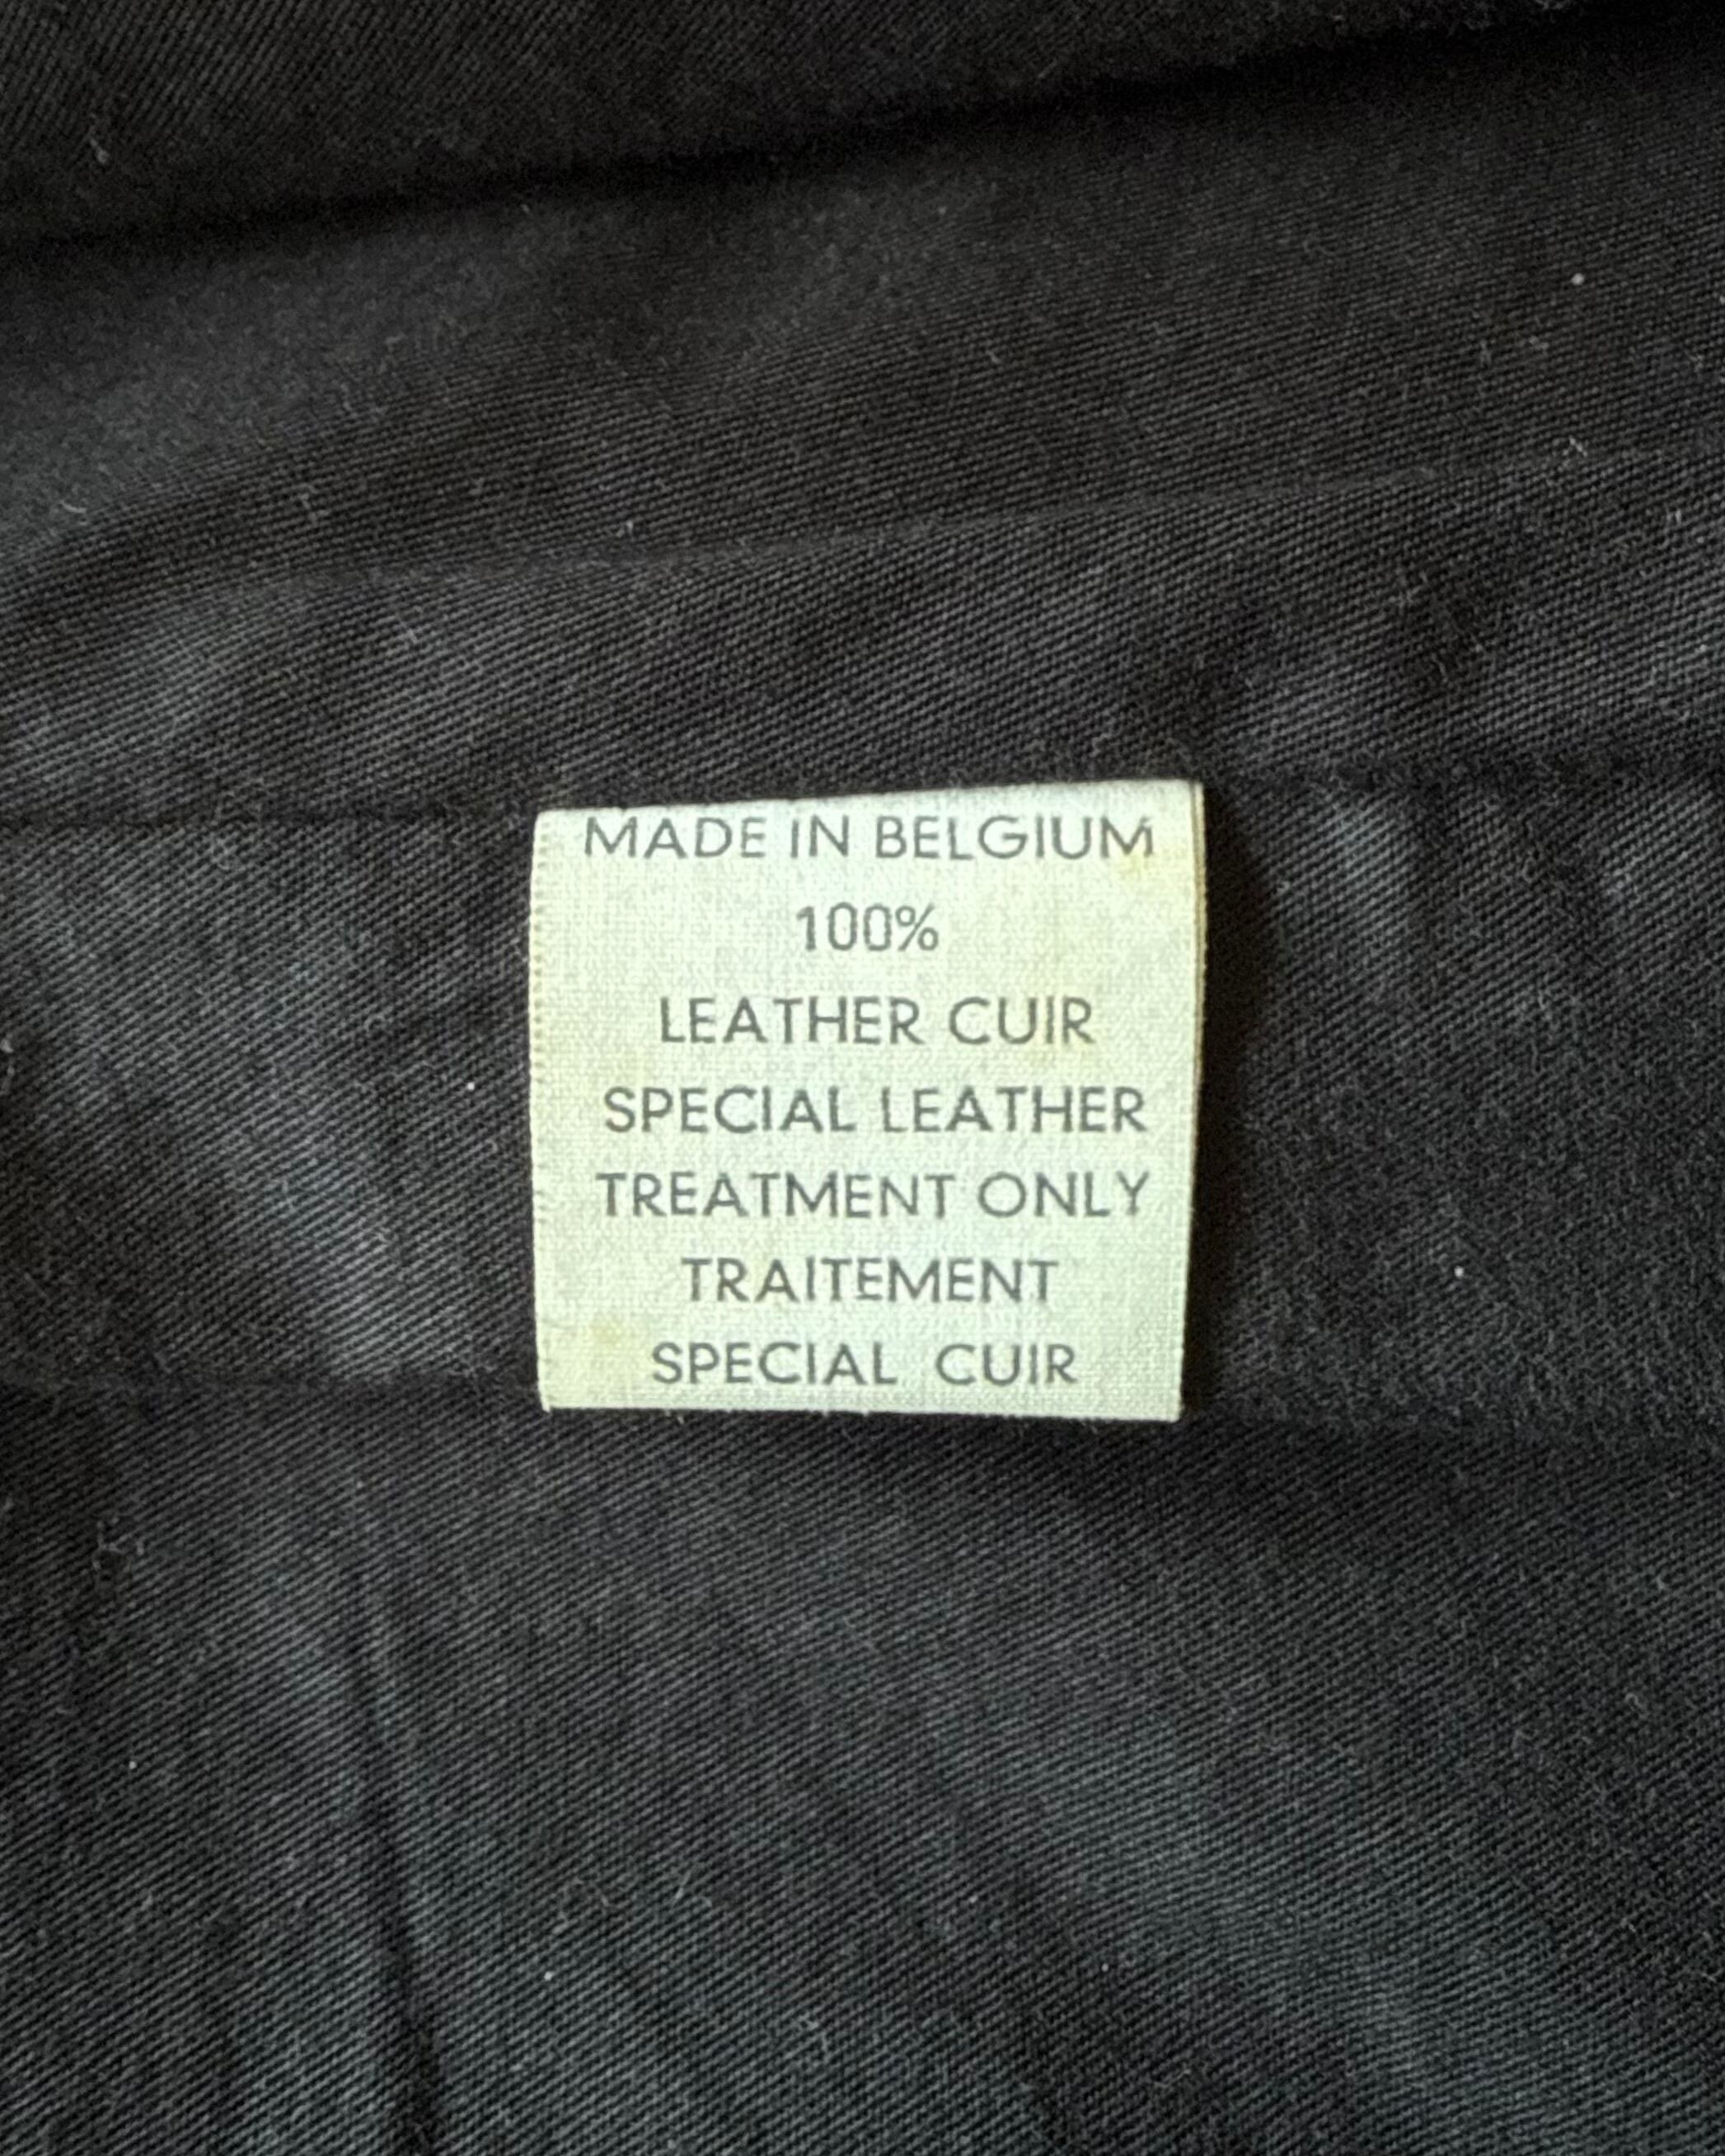 MADE IN BELGIUM
100%
LEATHER CUIR
SPECIAL LEATHER
TREATMENT ONLY
TRAITEMENT
SPECIAL CUIR